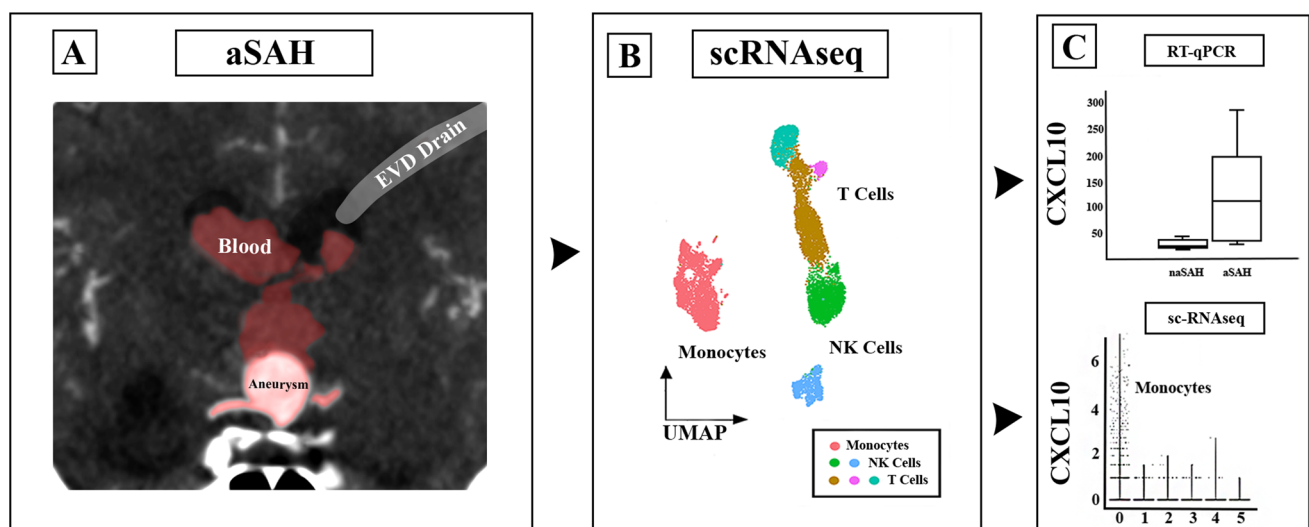 A
aSAH
EVD Drain
Blood
Aneurysm
B
scRNAseq
T Cells
Monocytes
NK Cells
UMAP
Monocytes
NK Cells
T Cells
C
RT-qPCR
CXCL10
300
200
150
100
50
naSAH
aSAH
sc-RNAseq
CXCL10
6
4
2
0
Monocytes
0 1 2 3 4 5